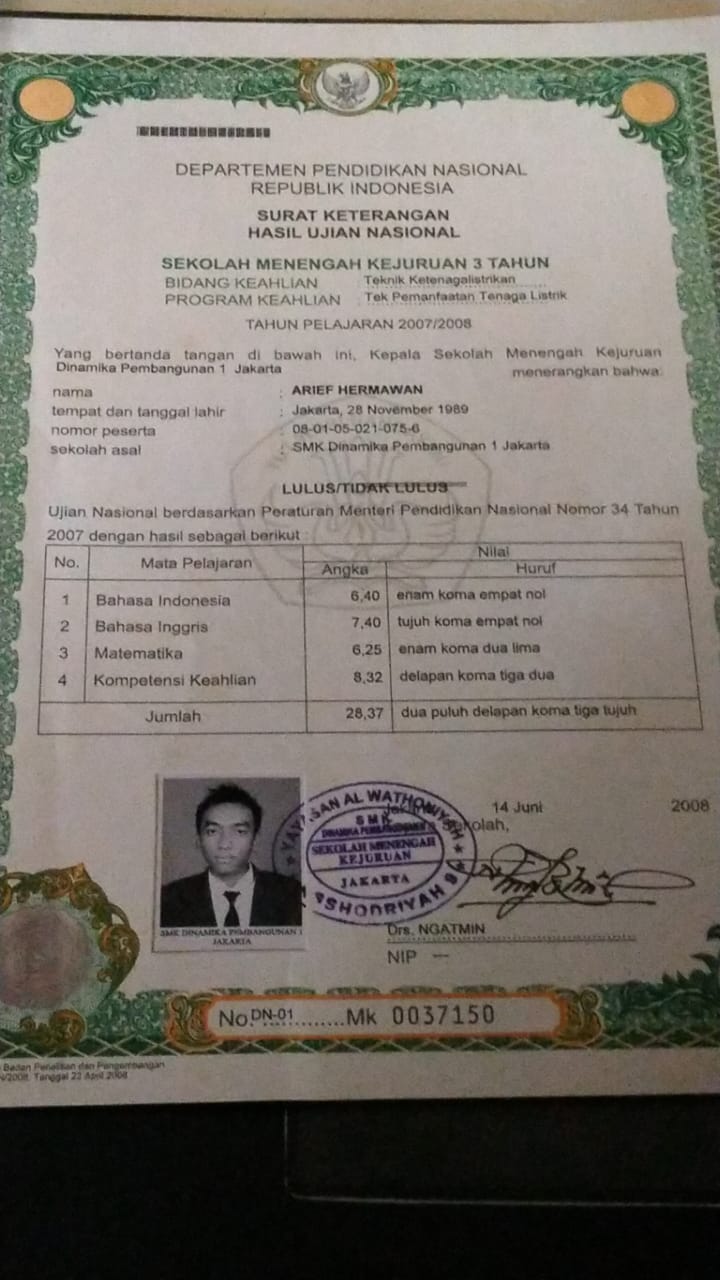 DEPARTEMEN PENDIDIKAN NASIONAL
REPUBLIK INDONESIA
SURAT KETERANGAN
HASIL UJIAN NASIONAL
SEKOLAH MENENGAH KEJURUAN 3 TAHUN
BIDANG KEAHLIAN : Teknik Ketenagalistrikan
PROGRAM KEAHLIAN : Tek Pemanfaatan Tenaga Listrik
TAHUN PELAJARAN 2007/2008
Yang bertanda tangan di bawah ini, Kepala Sekolah Menengah Kejuruan
Dinamika Pembangunan 1 Jakarta menerangkan bahwa:
nama : ARIEF HERMAWAN
tempat dan tanggal lahir : Jakarta, 28 November 1989
nomor peserta : 08-01-05-021-075-6
sekolah asal : SMK Dinamika Pembangunan 1 Jakarta
LULUS/TIDAK LULUS
Ujian Nasional berdasarkan Peraturan Menteri Pendidikan Nasional Nomor 34 Tahun
2007 dengan hasil sebagai berikut :
No. Mata Pelajaran Nilai
Angka Huruf
1 Bahasa Indonesia 6,40 enam koma empat nol
2 Bahasa Inggris 7,40 tujuh koma empat nol
3 Matematika 6,25 enam koma dua lima
4 Kompetensi Keahlian 8,32 delapan koma tiga dua
Jumlah 28,37 dua puluh delapan koma tiga tujuh
14 Juni 2008
Sekolah,
YAYASAN AL WATHONIYAH
SMK
DINAMIKA PEMBANGUNAN
SEKOLAH MENENGAH
KEJURUAN
JAKARTA
ASHODRIYAH 9
SMK DINAMIKA PEMBANGUNAN 1
JAKARTA
Drs. NGATMIN
NIP —
No. DN-01.........Mk 0037150
Badan Penelitian dan Pengembangan
/2008, Tanggal 22 April 2008